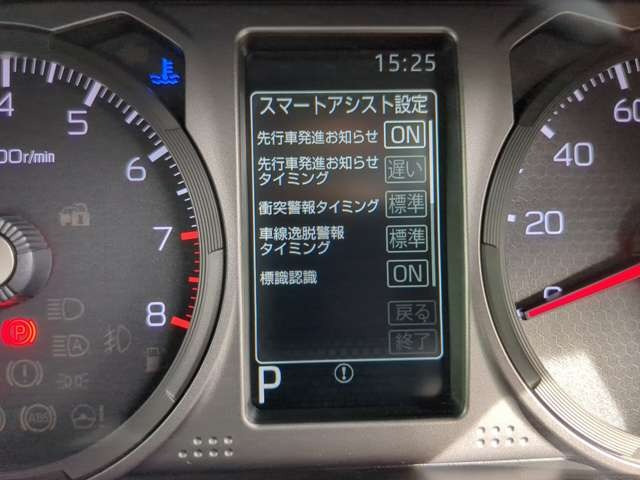 15:25
スマートアシスト設定
先行車発進お知らせ ON
先行車発進お知らせ
タイミング 遅い
衝突警報タイミング 標準
車線逸脱警報
タイミング 標準
標識認識 ON
戻る
終了
P
4
5
6
7
8
00r/min
60
40
20
0
P
ABS